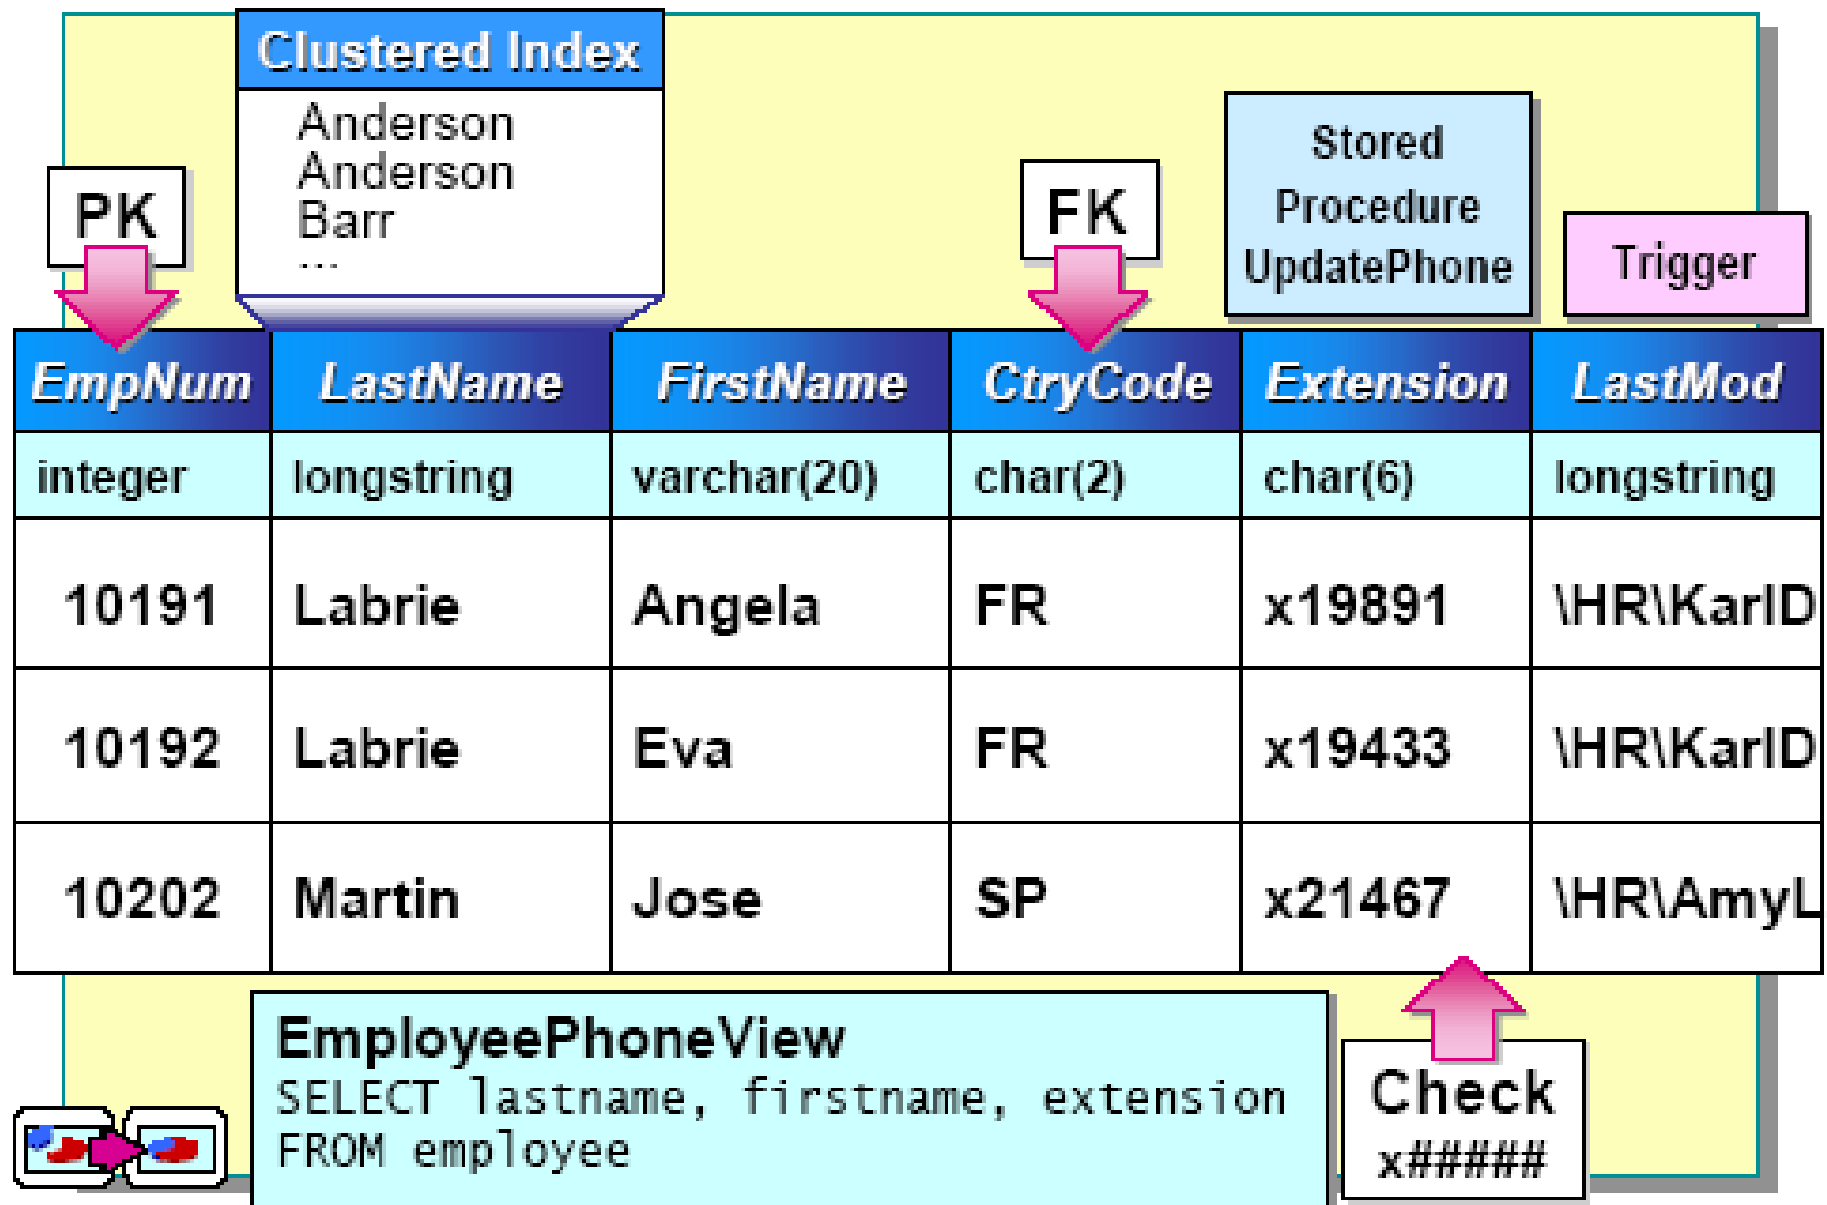 Clustered Index
Anderson
Anderson
Barr
...
PK
FK
Stored
Procedure
UpdatePhone
Trigger
EmpNum LastName FirstName CtryCode Extension LastMod
integer longstring varchar(20) char(2) char(6) longstring
10191 Labrie Angela FR x19891 \HR\KarlD
10192 Labrie Eva FR x19433 \HR\KarlD
10202 Martin Jose SP x21467 \HR\AmyL
EmployeePhoneView
SELECT lastname, firstname, extension
FROM employee
Check
x#####